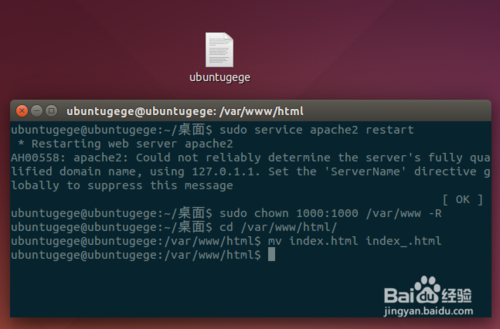 ubuntugege
ubuntugege@ubuntugege: /var/www/html
ubuntugege@ubuntugege:~/桌面$ sudo service apache2 restart
* Restarting web server apache2
AH00558: apache2: Could not reliably determine the server's fully qua
lified domain name, using 127.0.1.1. Set the 'ServerName' directive g
lobally to suppress this message
[ OK ]
ubuntugege@ubuntugege:~/桌面$ sudo chown 1000:1000 /var/www -R
ubuntugege@ubuntugege:~/桌面$ cd /var/www/html/
ubuntugege@ubuntugege:/var/www/html$ mv index.html index_.html
ubuntugege@ubuntugege:/var/www/html$
Bai 经验
jingyan.baidu.com